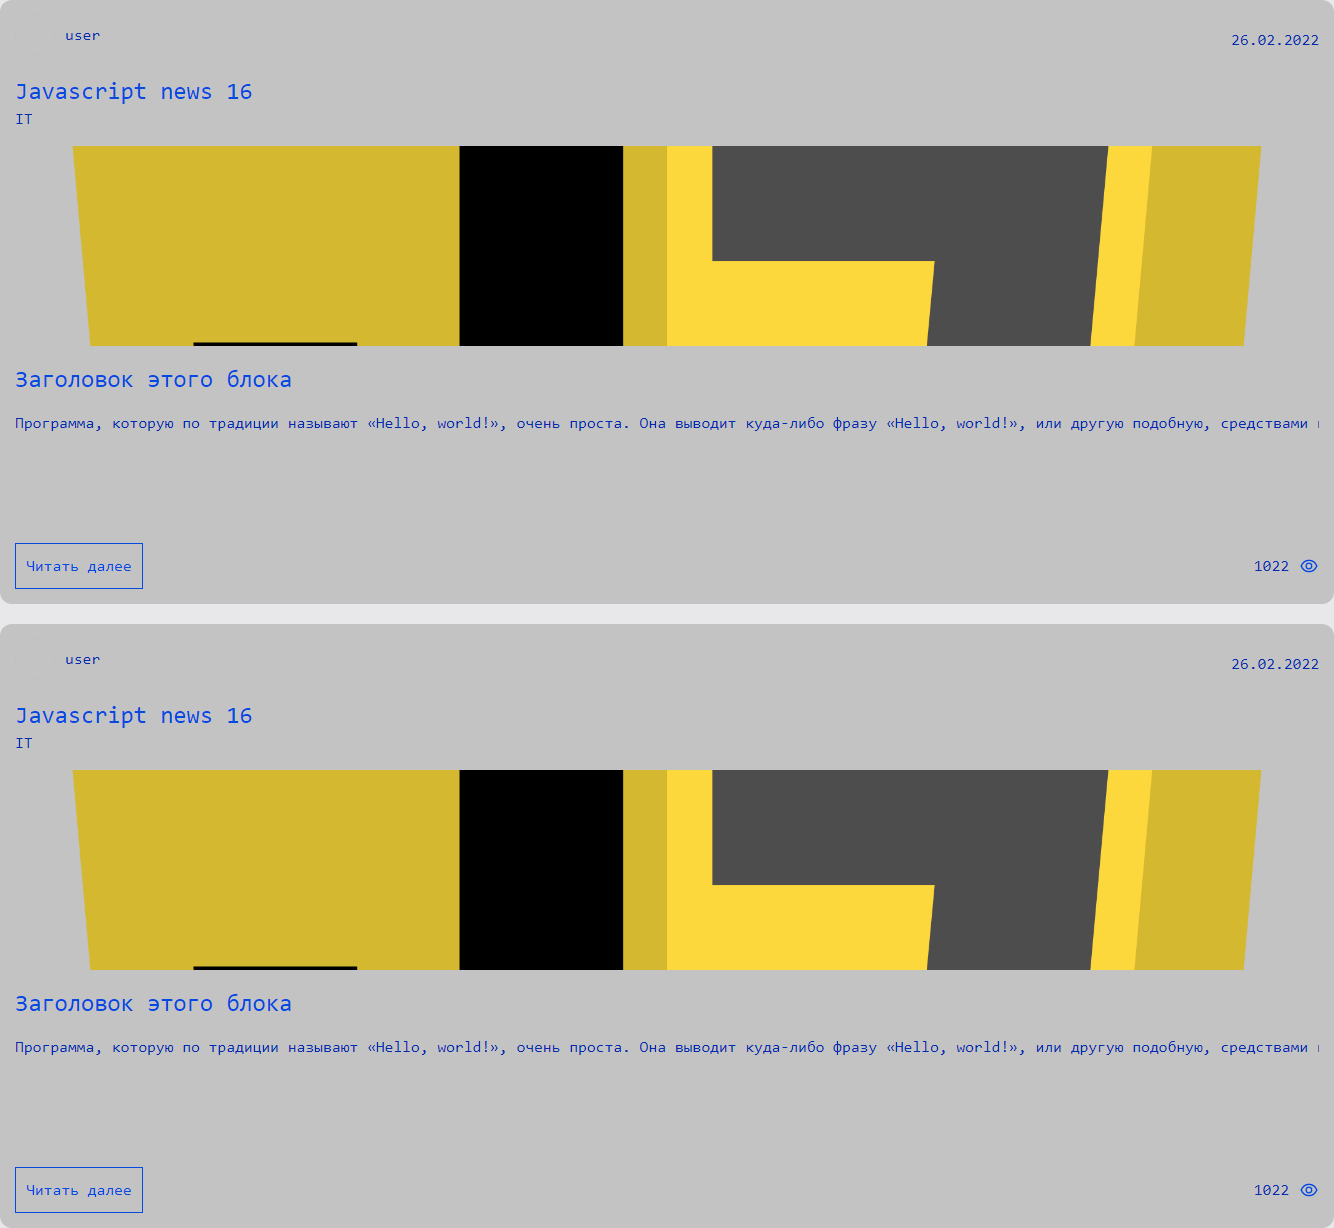 user
26.02.2022
Javascript news 16
IT
Заголовок этого блока
Программа, которую по традиции называют «Hello, world!», очень проста. Она выводит куда-либо фразу «Hello, world!», или другую подобную, средствами
Читать далее
1022
user
26.02.2022
Javascript news 16
IT
Заголовок этого блока
Программа, которую по традиции называют «Hello, world!», очень проста. Она выводит куда-либо фразу «Hello, world!», или другую подобную, средствами
Читать далее
1022